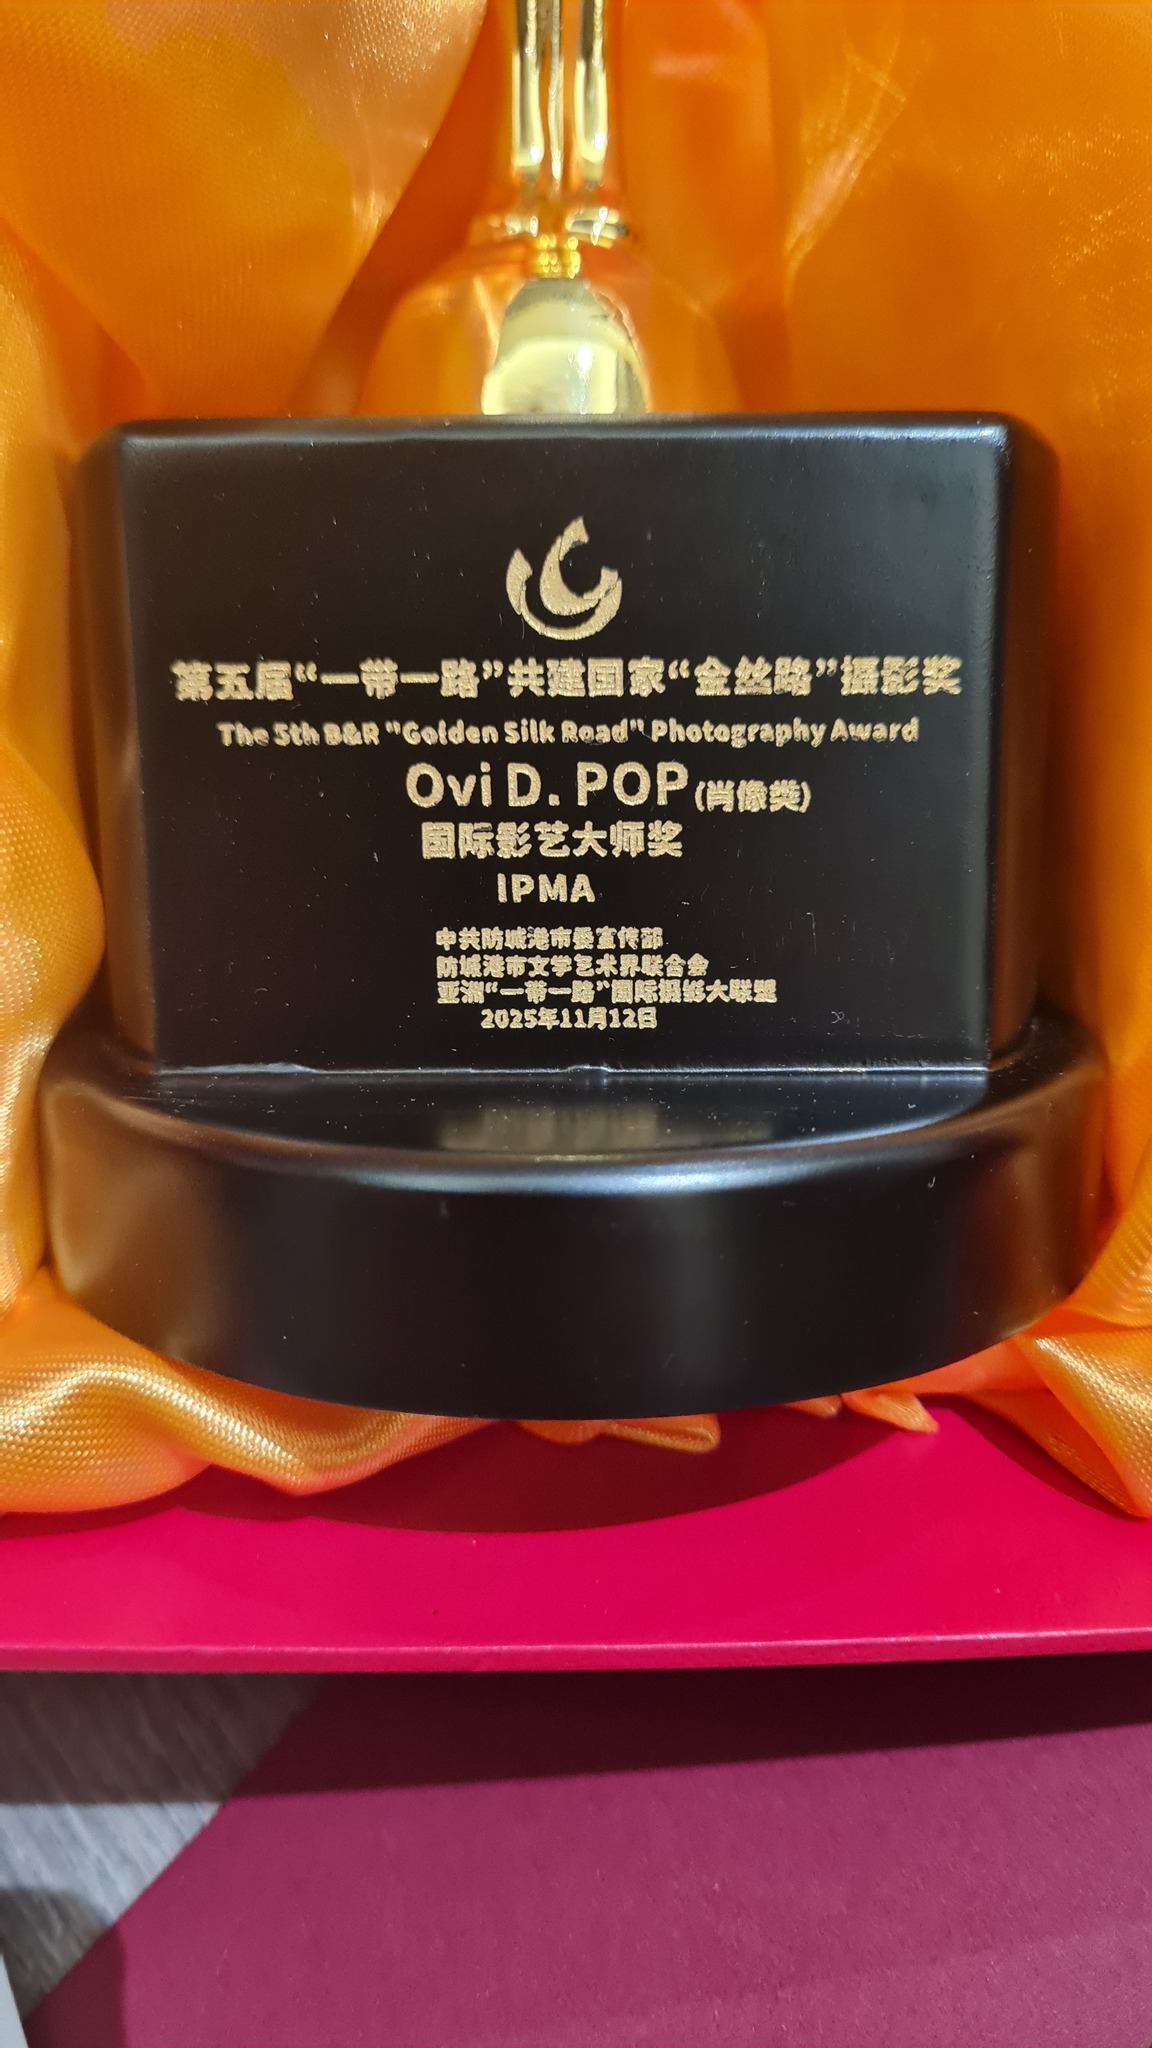 第五届“一带一路”共建国家“金丝路”摄影奖
The 5th B&R "Golden Silk Road" Photography Award
Ovi D. POP(肖像类)
国际影艺大师奖
IPMA
中共防城港市委宣传部
防城港市文学艺术界联合会
亚洲“一带一路”国际摄影大联盟
2025年11月12日